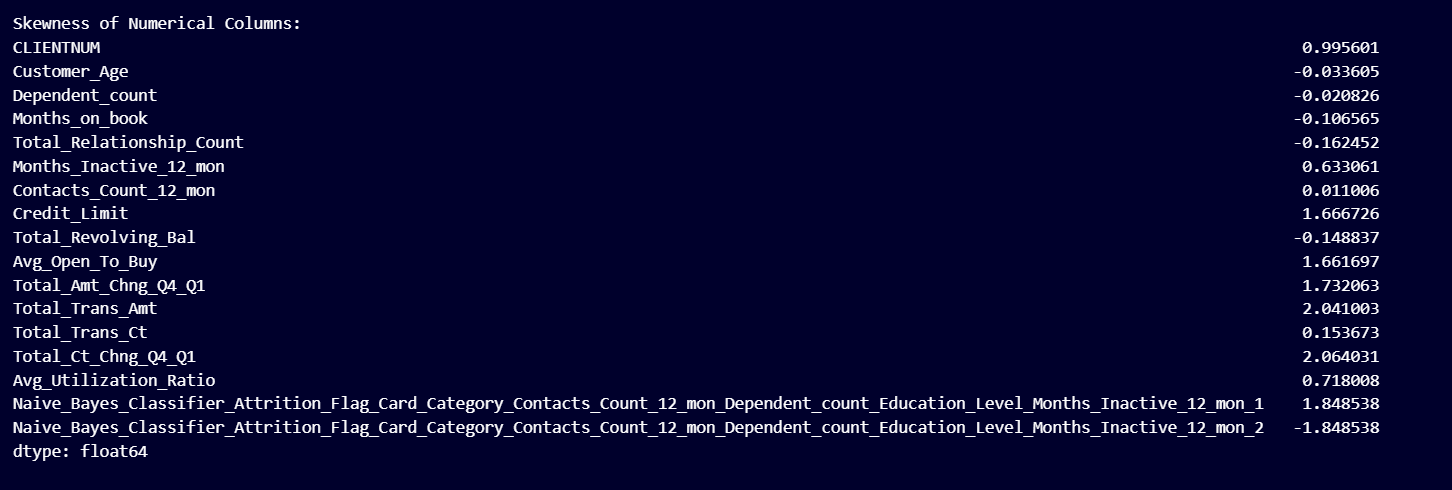 Skewness of Numerical Columns:
CLIENTNUM 0.995601
Customer_Age -0.033605
Dependent_count -0.020826
Months_on_book -0.106565
Total_Relationship_Count -0.162452
Months_Inactive_12_mon 0.633061
Contacts_Count_12_mon 0.011006
Credit_Limit 1.666726
Total_Revolving_Bal -0.148837
Avg_Open_To_Buy 1.661697
Total_Amt_Chng_Q4_Q1 1.732063
Total_Trans_Amt 2.041003
Total_Trans_Ct 0.153673
Total_Ct_Chng_Q4_Q1 2.064031
Avg_Utilization_Ratio 0.718008
Naive_Bayes_Classifier_Attrition_Flag_Card_Category_Contacts_Count_12_mon_Dependent_count_Education_Level_Months_Inactive_12_mon_1 1.848538
Naive_Bayes_Classifier_Attrition_Flag_Card_Category_Contacts_Count_12_mon_Dependent_count_Education_Level_Months_Inactive_12_mon_2 -1.848538
dtype: float64